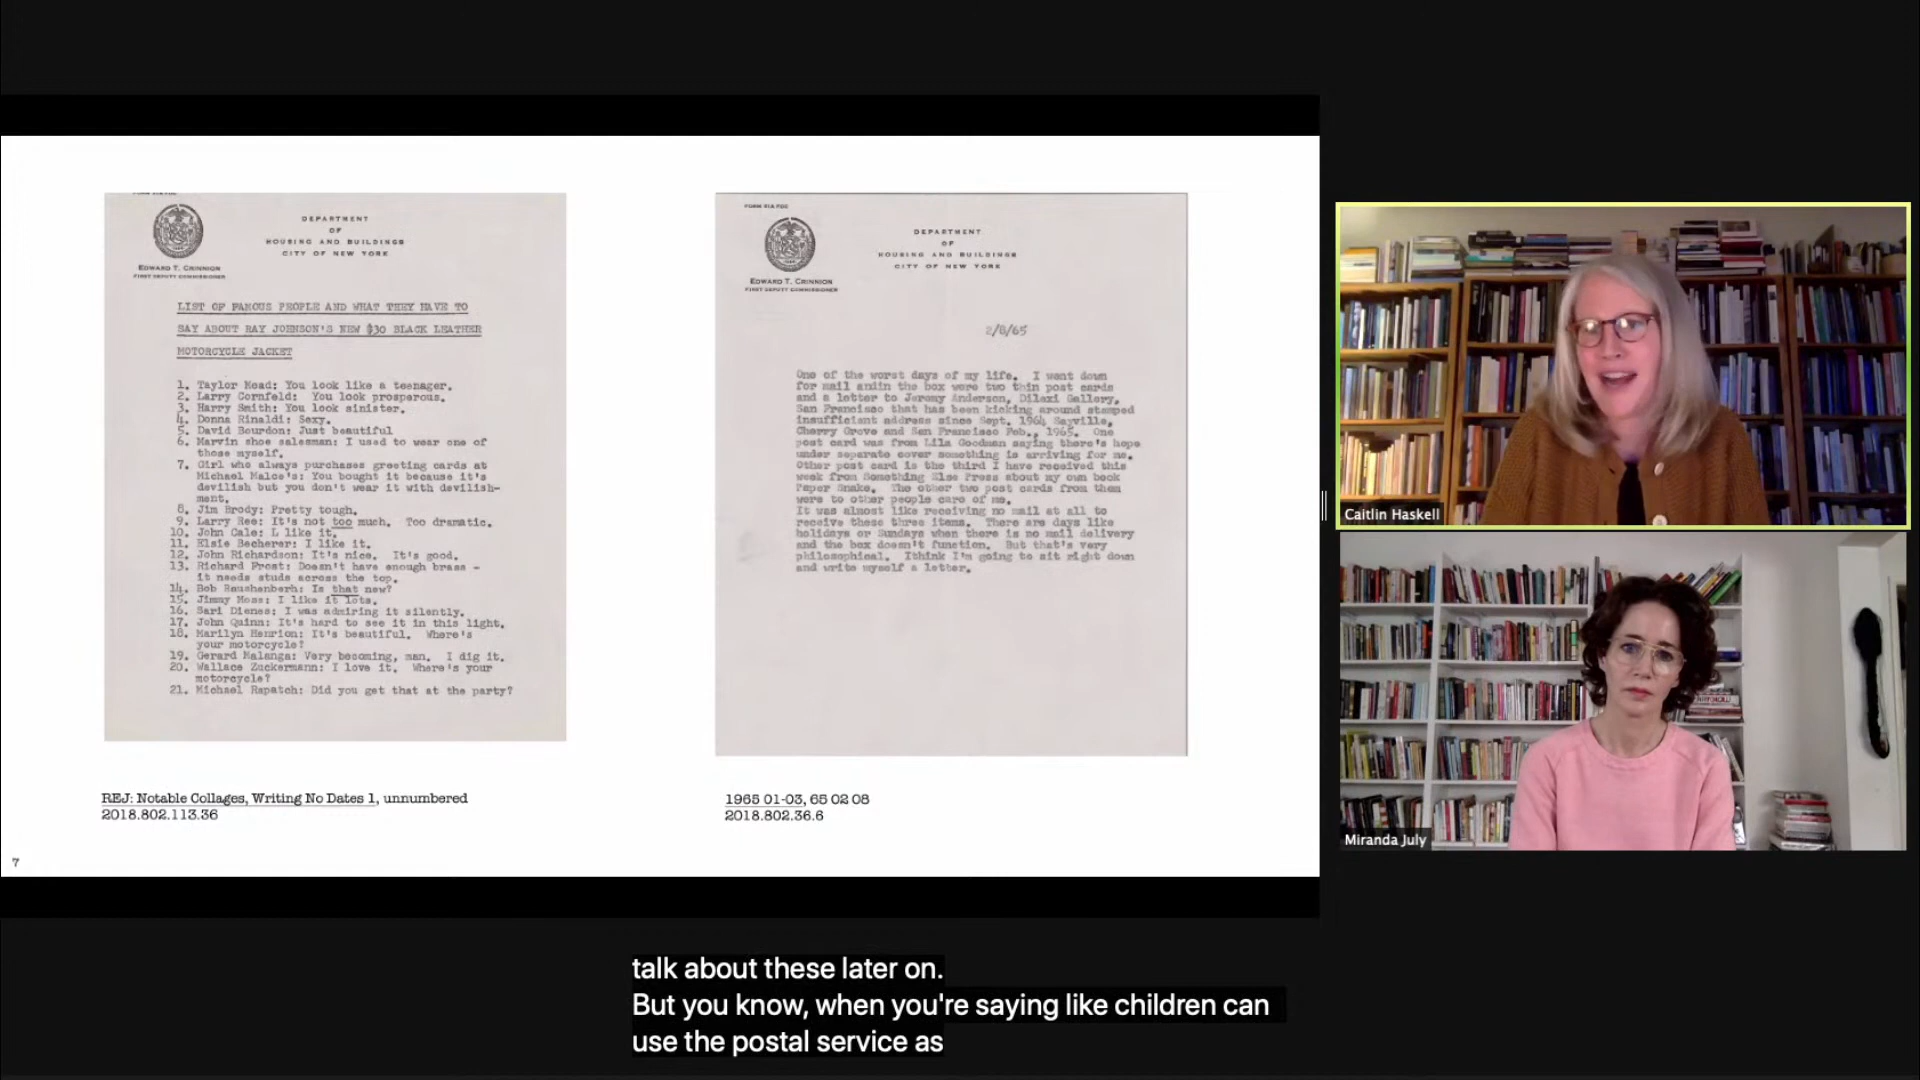 DEPARTMENT
OF
HOUSING AND BUILDINGS
CITY OF NEW YORK
EDWARD T. CRINNION
FIRST DEPUTY COMMISSIONER
LIST OF FAMOUS PEOPLE AND WHAT THEY HAVE TO
SAY ABOUT RAY JOHNSON'S NEW $30 BLACK LEATHER
MOTORCYCLE JACKET
1. Taylor Mead: You look like a teenager.
2. Larry Cornfeld: You look prosperous.
3. Harry Smith: You look sinister.
4. Donna Rinaldi: Sexy.
5. David Bourdon: Just beautiful
6. Marvin shoe salesman: I used to wear one of
those myself.
7. Girl who always purchases greeting cards at
Michael Malce's: You bought it because it's
devilish but you don't wear it with devilish-
ment.
8. Jim Brody: Pretty tough.
9. Larry Ree: It's not too much. Too dramatic.
10. John Cale: L like it.
11. Elsie Becherer: I like it.
12. John Richardson: It's nice. It's good.
13. Richard Frost: Doesn't have enough brass -
it needs studs across the top.
14. Bob Raushenberh: Is that new?
15. Jimmy Moss: I like it lots.
16. Sari Dienes: I was admiring it silently.
17. John Quinn: It's hard to see it in this light.
18. Marilyn Henrion: It's beautiful. Where's
your motorcycle?
19. Gerard Malanga: Very becoming, man. I dig it.
20. Wallace Zuckermann: I love it. Where's your
motorcycle?
21. Michael Rapatch: Did you get that at the party?
REJ: Notable Collages, Writing No Dates 1, unnumbered
2018.802.113.36
7
DEPARTMENT
OF
HOUSING AND BUILDINGS
CITY OF NEW YORK
EDWARD T. CRINNION
FIRST DEPUTY COMMISSIONER
2/8/65
One of the worst days of my life. I went down
for mail andin the box were two thin post cards
and a letter to Jeremy Anderson, Dilexi Gallery,
San Francisco that has been kicking around stamped
insufficient address since Sept. 1964 Sayville,
Cherry Grove and San Francisco Feb., 1965. One
post card was from Lila Goodman saying there's hope
under separate cover something is arriving for me.
Other post card is the third I have received this
week from Something Else Press about my own book
Paper Snake. The other two post cards from them
were to other people care of me.
It was almost like receiving no mail at all to
receive these three items. There are days like
holidays or Sundays when there is no mail delivery
and the box doesn't function. But that's very
philosophical. Ithink I'm going to sit right down
and write myself a letter.
1965 01-03, 65 02 08
2018.802.36.6
Caitlin Haskell
Miranda July
talk about these later on.
But you know, when you're saying like children can
use the postal service as